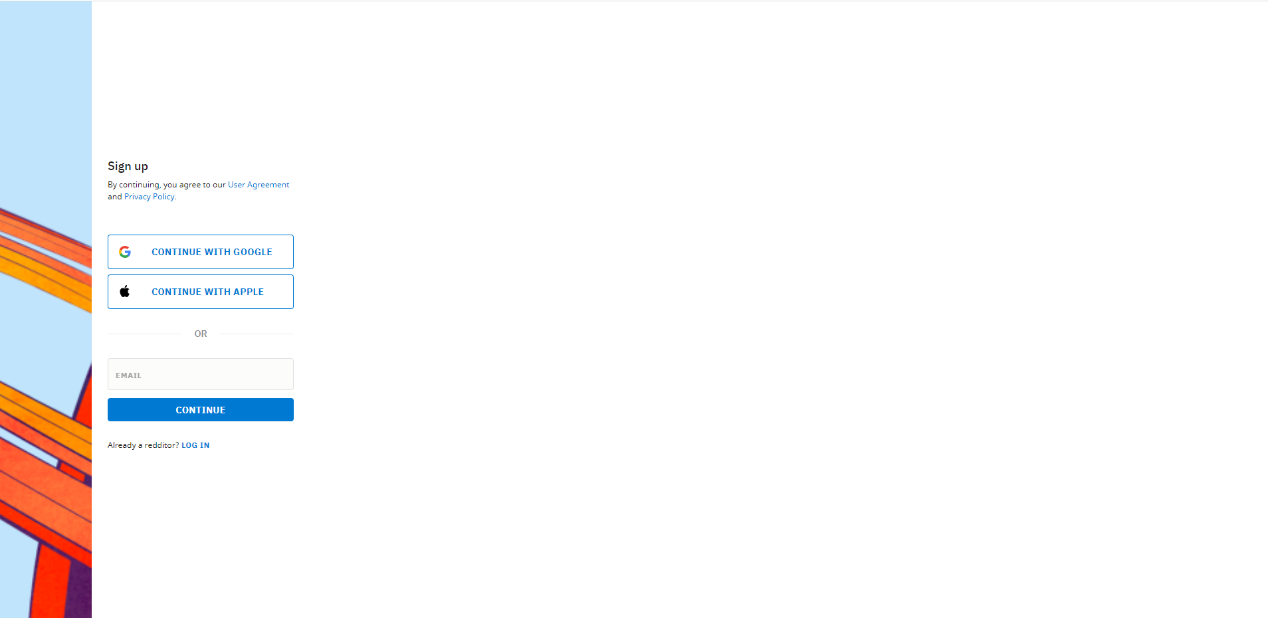 Sign up
By continuing, you agree to our User Agreement
and Privacy Policy.
CONTINUE WITH GOOGLE
CONTINUE WITH APPLE
OR
EMAIL
CONTINUE
Already a redditor? LOG IN